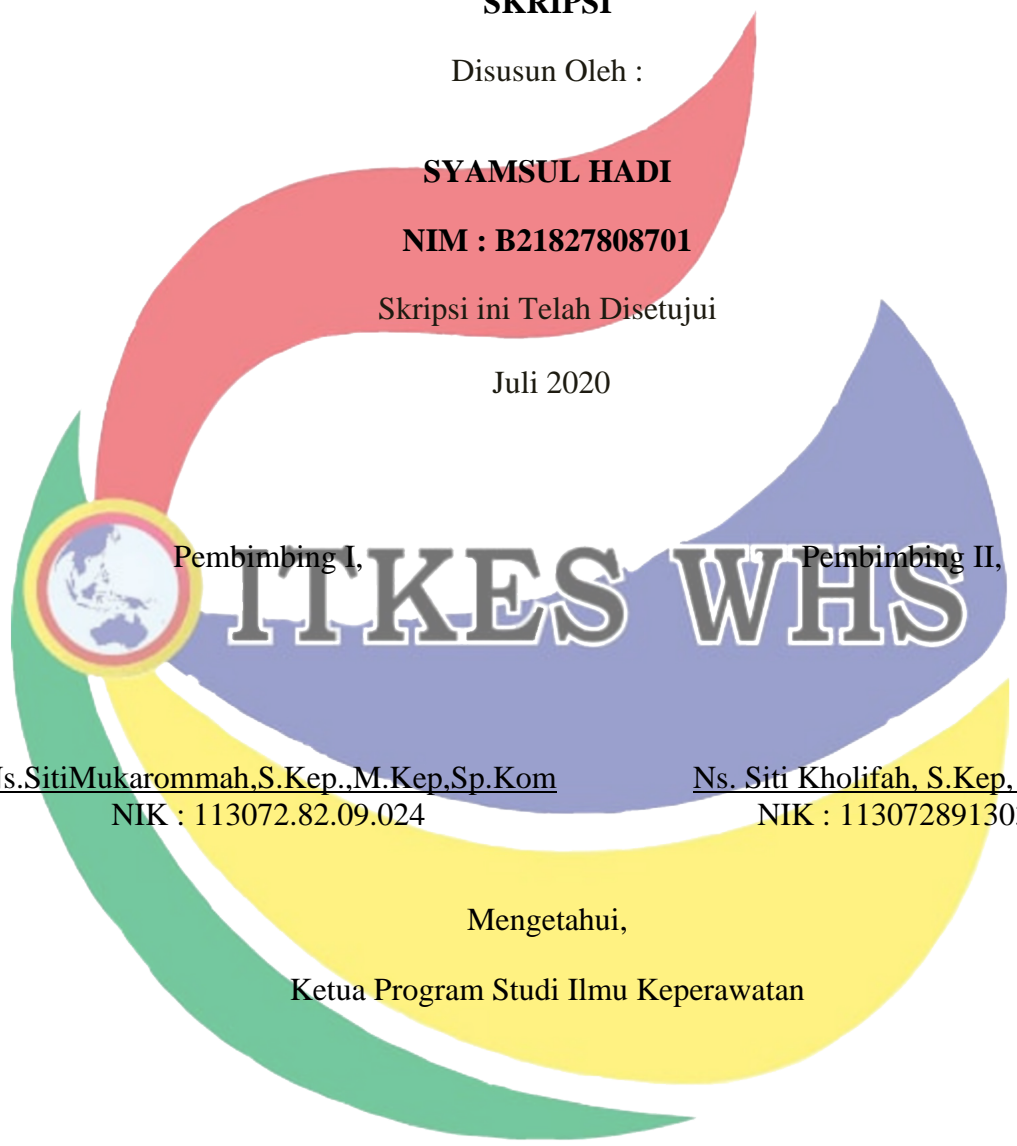 SKRIPSI
Disusun Oleh :
SYAMSUL HADI
NIM : B21827808701
Skripsi ini Telah Disetujui
Juli 2020
Pembimbing I, Pembimbing II,
ITKES WHS
Ns.SitiMukarommah,S.Kep.,M.Kep,Sp.Kom Ns. Siti Kholifah, S.Kep,
NIK : 113072.82.09.024 NIK :
Mengetahui,
Ketua Program Studi Ilmu Keperawatan